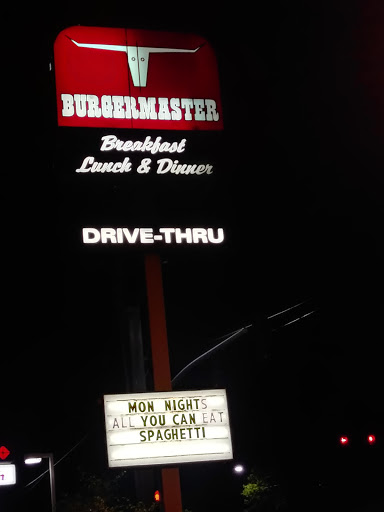 BURGERMASTER
Breakfast
Lunch & Dinner
DRIVE-THRU
MON NIGHTS
ALL YOU CAN EAT
SPAGHETTI